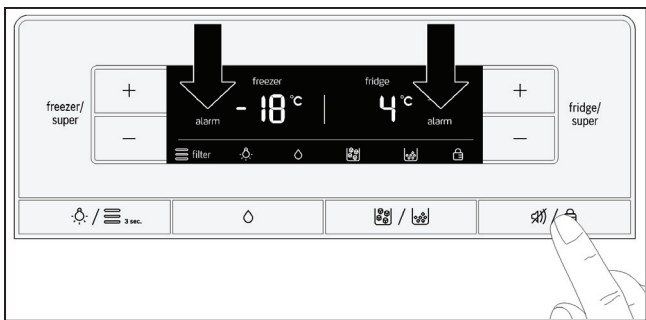 freezer/
super
+
−
freezer
fridge
alarm
-18 °C
4 °C
alarm
filter
+
−
fridge/
super
/ 3 sec.
/
/